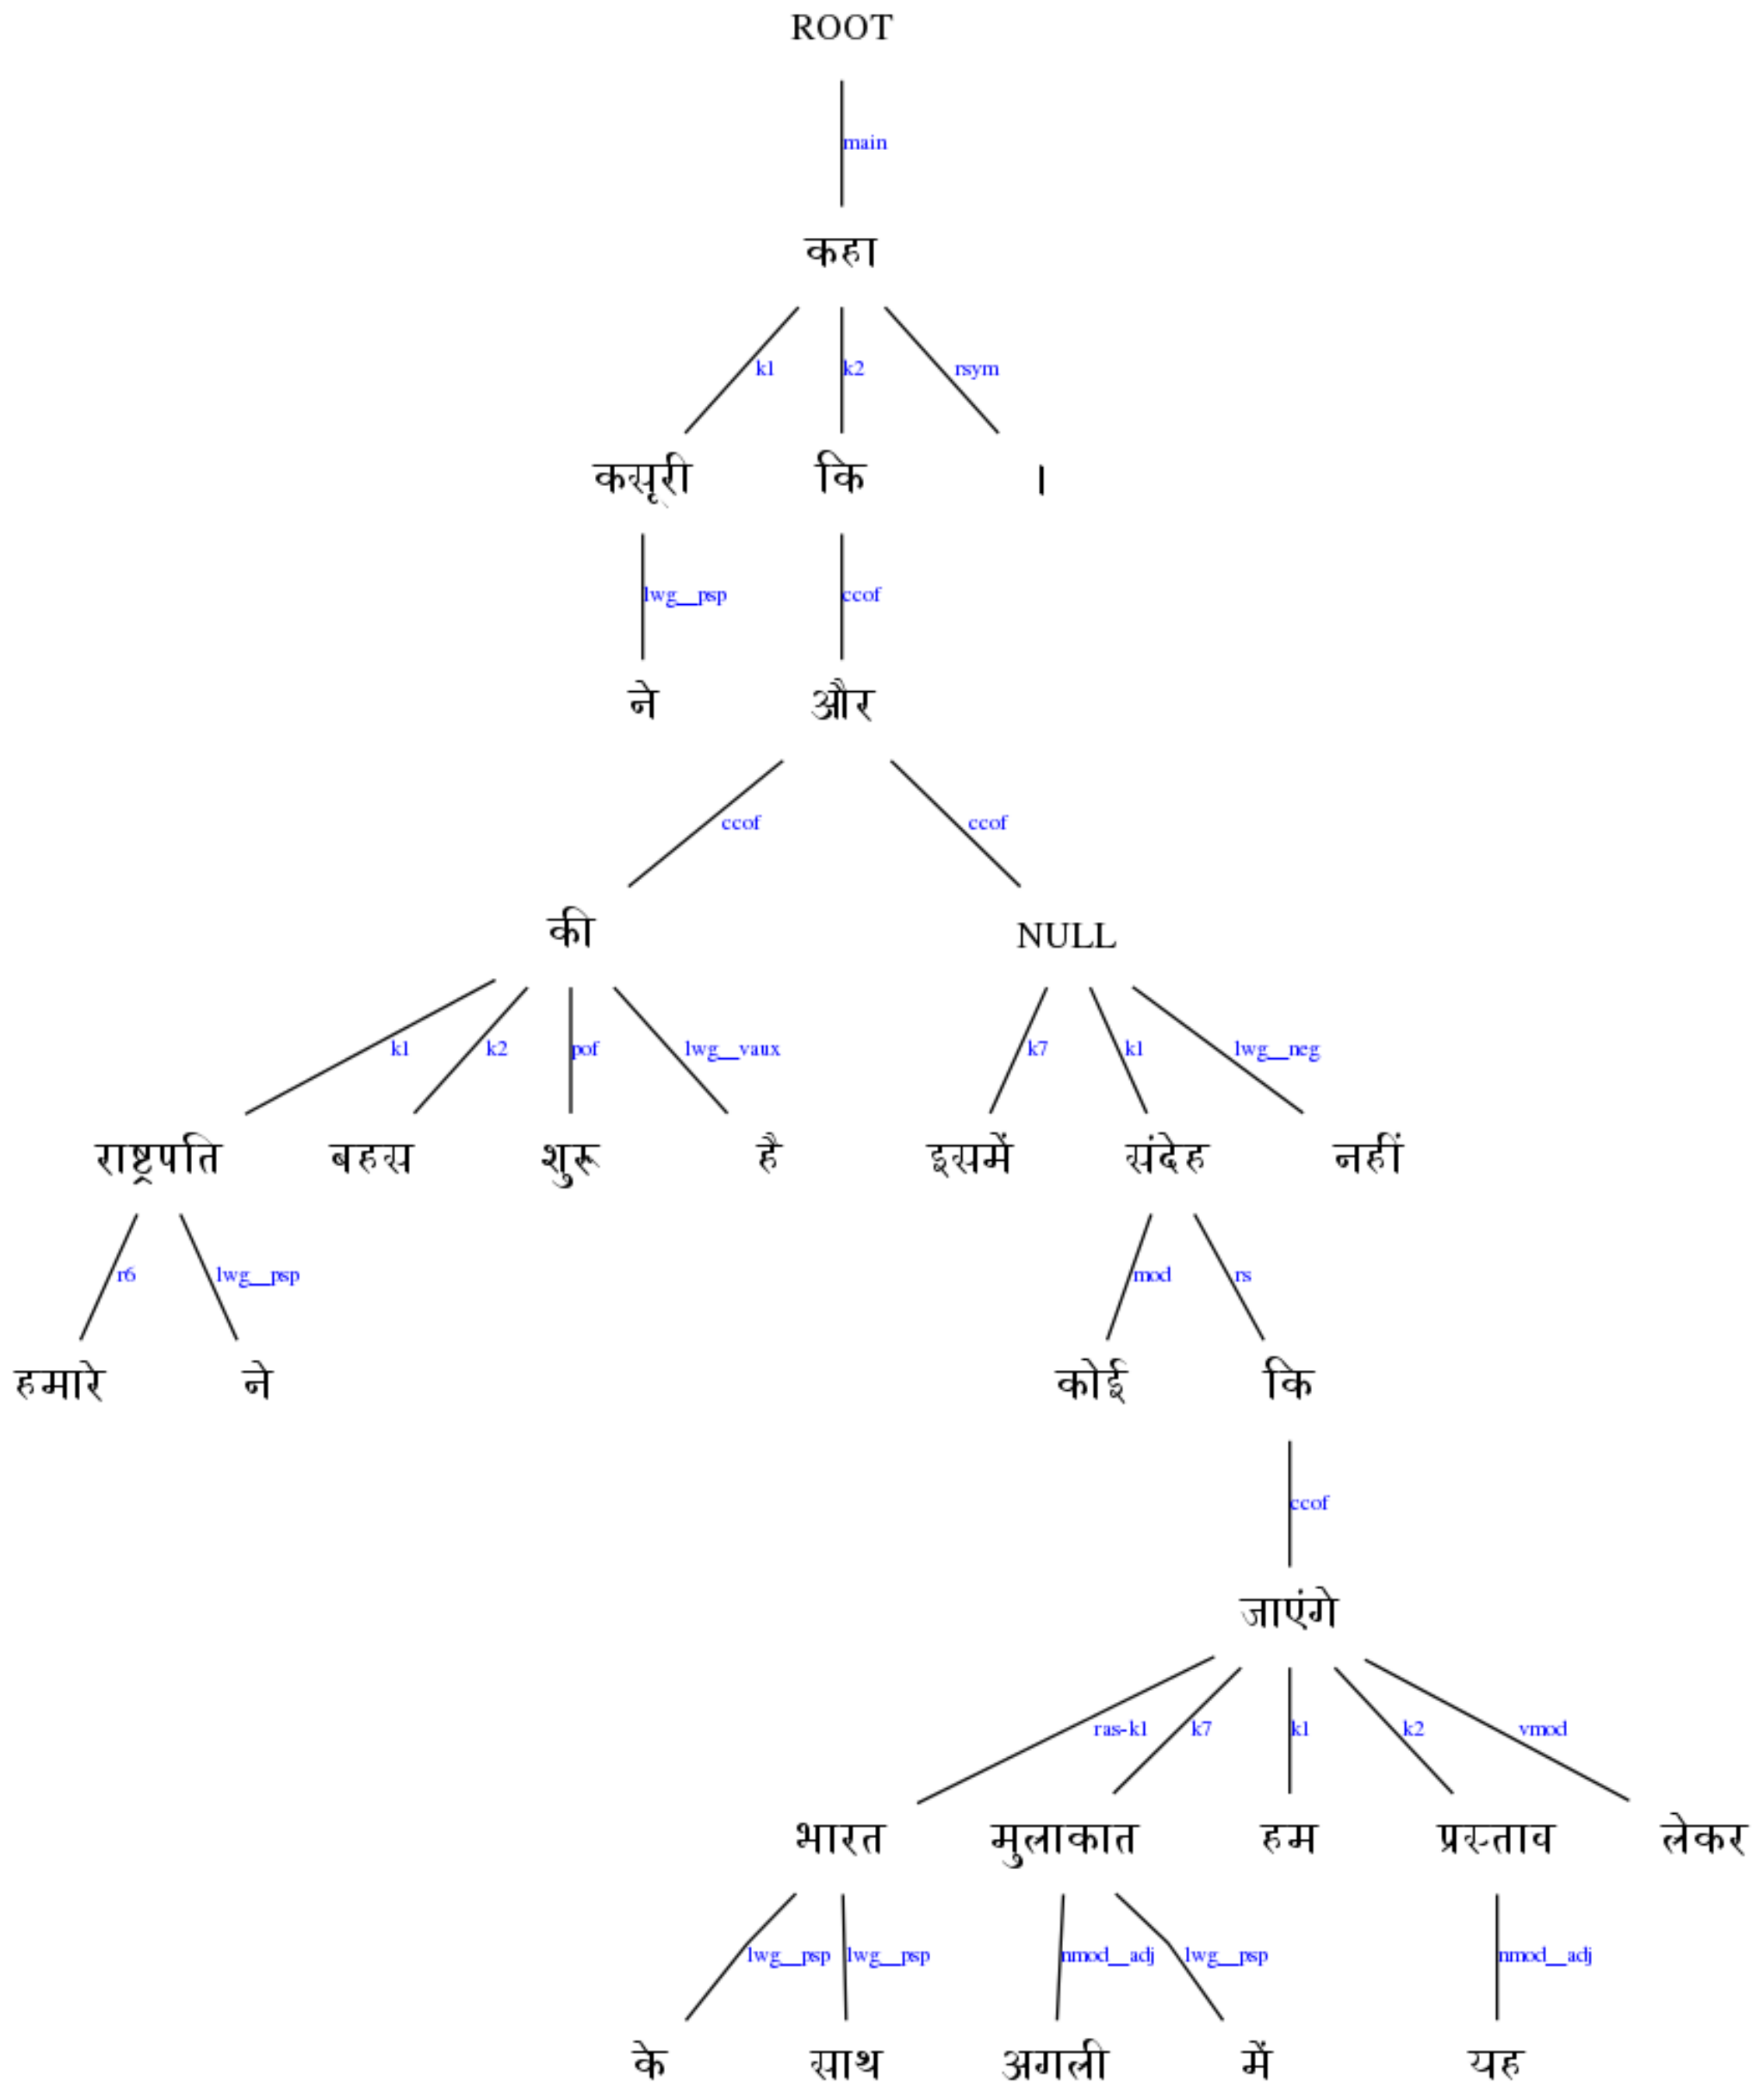 ROOT
main
कहा
k1 k2 rsym
कसूरी कि ।
lwg__psp ccof
ने और
ccof ccof
की NULL
k1 k2 pof lwg__vaux k7 k1 lwg__neg
राष्ट्रपति बहस शुरू है इसमें संदेह नहीं
r6 lwg__psp mod rs
हमारे ने कोई कि
ccof
जाएंगे
ras-k1 k7 k1 k2 vmod
भारत मुलाकात हम प्रस्ताव लेकर
lwg__psp lwg__psp nmod__adj lwg__psp nmod__adj
के साथ अगली में यह